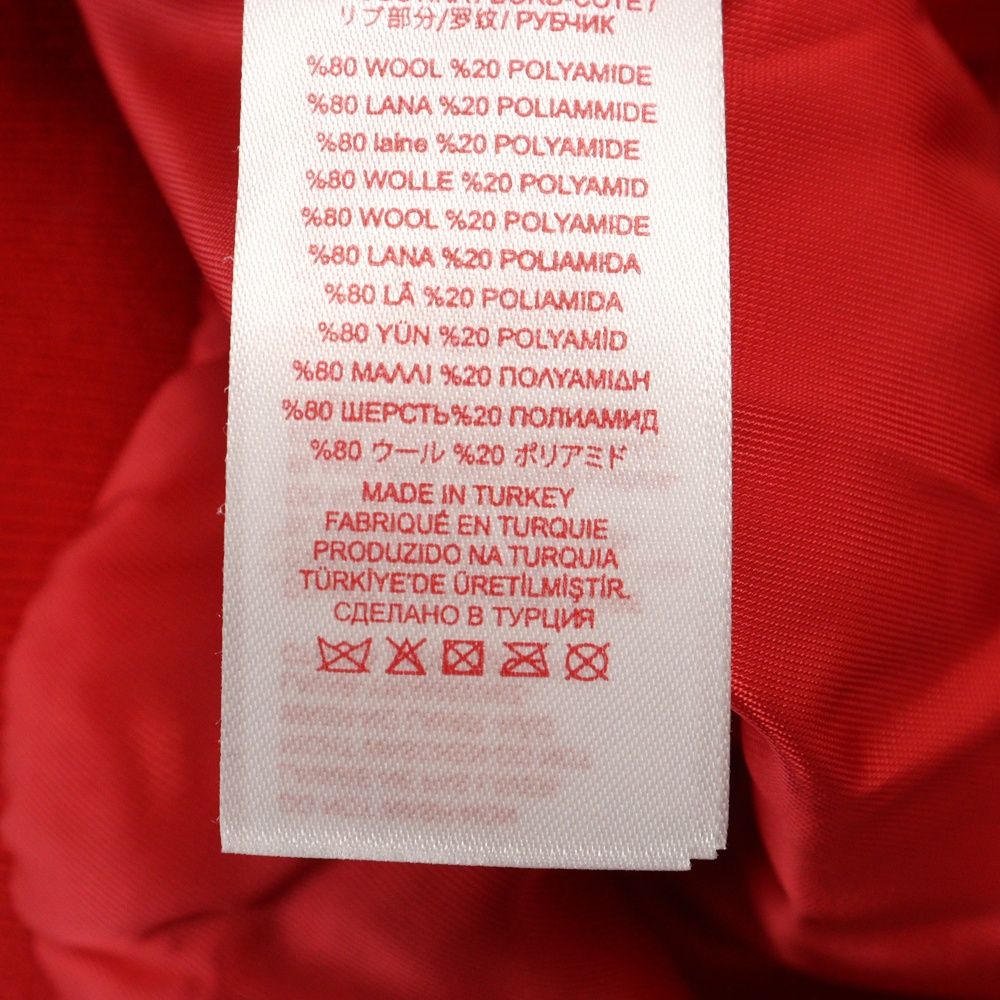 リブ部分/罗纹/РУБЧИК
%80 WOOL %20 POLYAMIDE
%80 LANA %20 POLIAMMIDE
%80 laine %20 POLYAMIDE
%80 WOLLE %20 POLYAMID
%80 WOOL %20 POLYAMIDE
%80 LANA %20 POLIAMIDA
%80 LÃ %20 POLIAMIDA
%80 YÜN %20 POLYAMİD
%80 ΜΑΛΛΙ %20 ΠΟΛΥΑΜΙΔΗ
%80 ШЕРСТЬ%20 ПОЛИАМИД
%80 ウール %20 ポリアミド
MADE IN TURKEY
FABRIQUÉ EN TURQUIE
PRODUZIDO NA TURQUIA
TÜRKİYE'DE ÜRETİLMİŞTİR.
СДЕЛАНО В ТУРЦИЯ